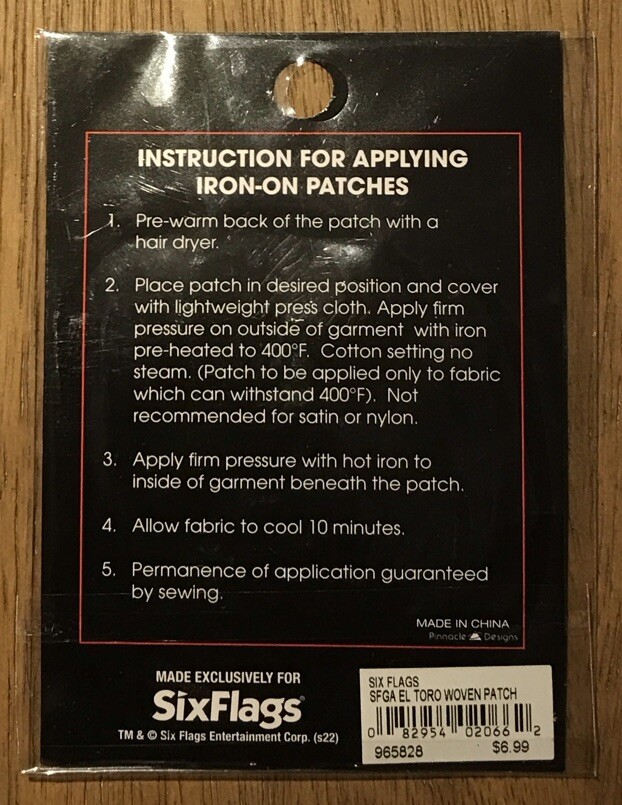 INSTRUCTION FOR APPLYING
IRON-ON PATCHES
1. Pre-warm back of the patch with a
hair dryer.
2. Place patch in desired position and cover
with lightweight press cloth. Apply firm
pressure on outside of garment with iron
pre-heated to 400°F. Cotton setting no
steam. (Patch to be applied only to fabric
which can withstand 400°F). Not
recommended for satin or nylon.
3. Apply firm pressure with hot iron to
inside of garment beneath the patch.
4. Allow fabric to cool 10 minutes.
5. Permanence of application guaranteed
by sewing.
MADE IN CHINA
Pinnacle Designs
MADE EXCLUSIVELY FOR
SixFlags®
TM & © Six Flags Entertainment Corp. (s22)
SIX FLAGS
SFGA EL TORO WOVEN PATCH
0 82954 02066 2
965828 $6.99